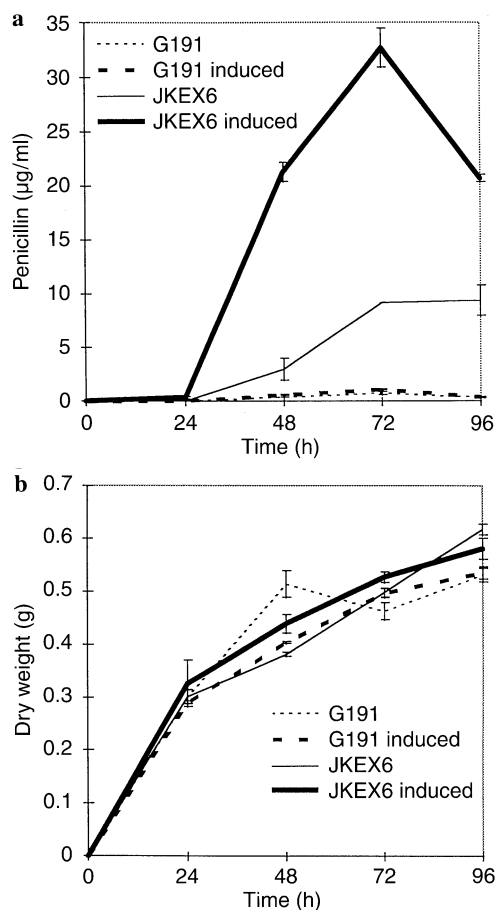 a
35
30
25
20
15
10
5
0
Penicillin (µg/ml)
G191
G191 induced
JKEX6
JKEX6 induced
0 24 48 72 96
Time (h)
b
0.7
0.6
0.5
0.4
0.3
0.2
0.1
0
Dry weight (g)
G191
G191 induced
JKEX6
JKEX6 induced
0 24 48 72 96
Time (h)